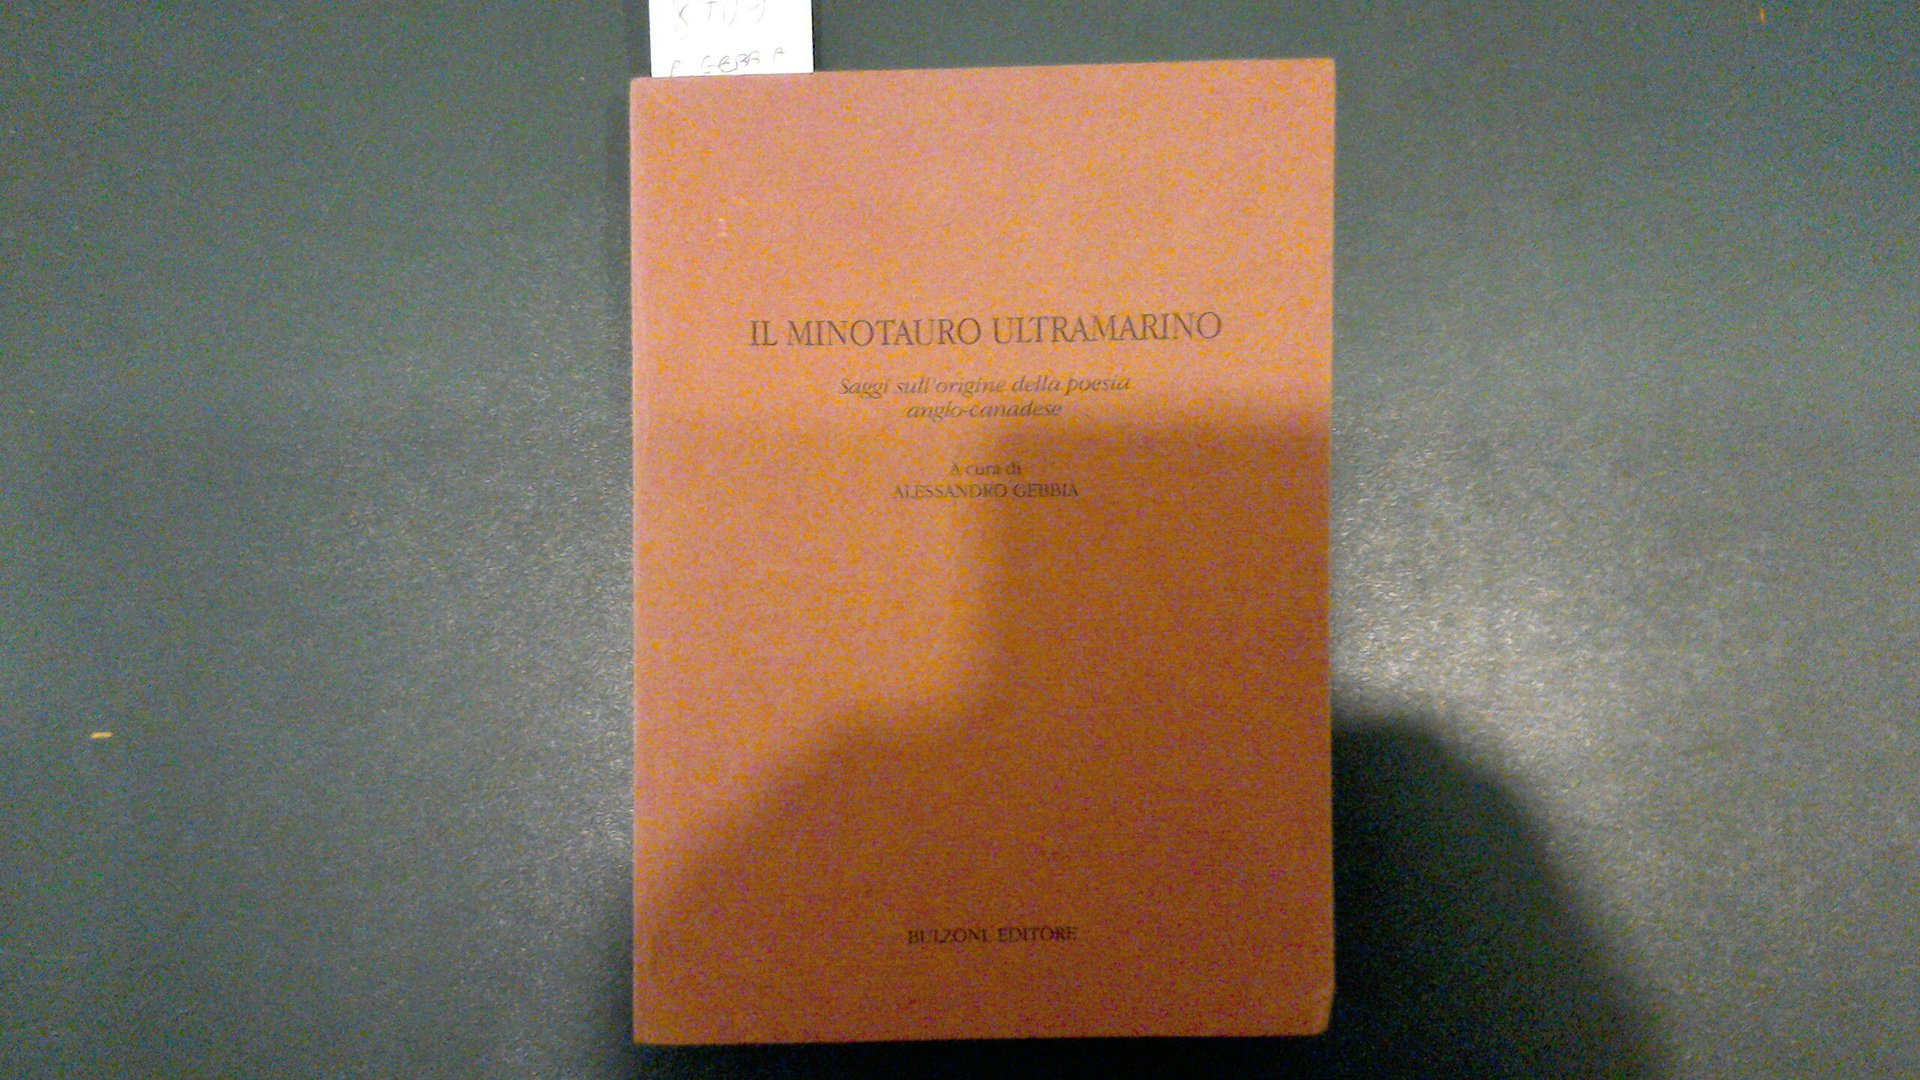 IL MINOTAURO ULTRAMARINO
Saggi sull'origine della poesia
anglo-canadese
A cura di
ALESSANDRO GEBBIA
BULZONI EDITORE